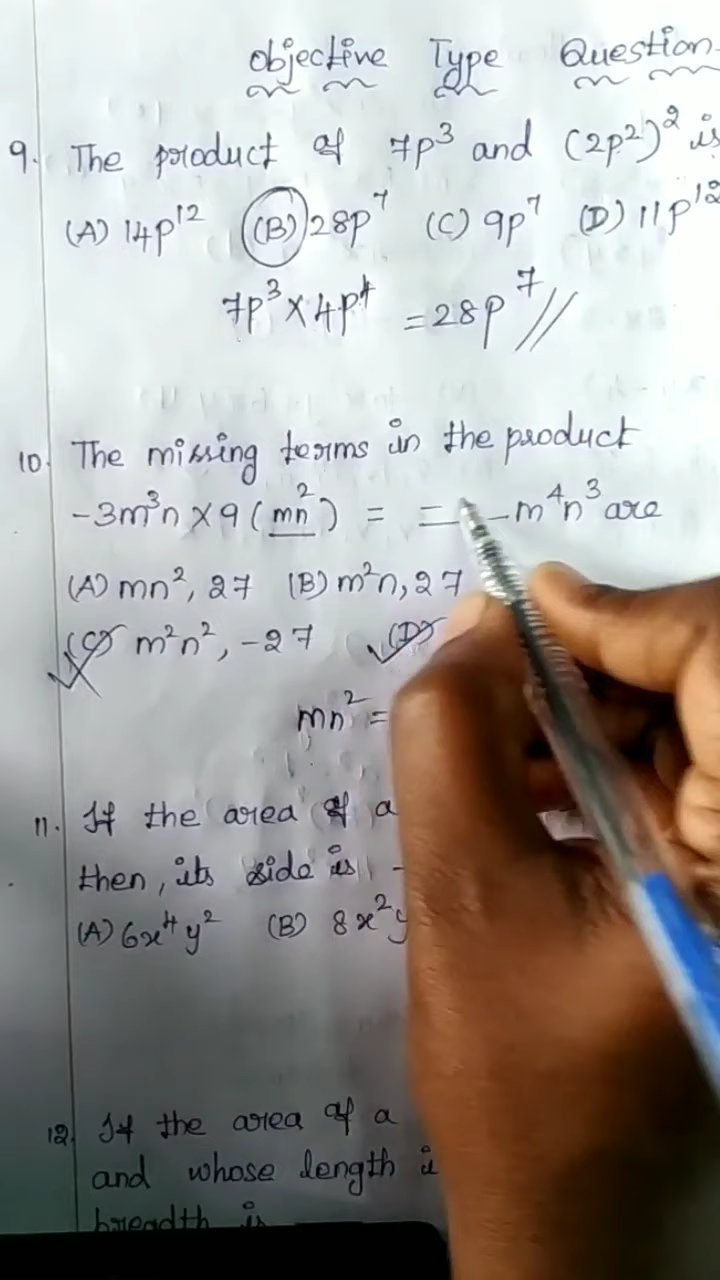 Objective Type Question
9. The product of 7p³ and (2p²)² is
(A) 14p¹² (B) 28p⁷ (C) 9p⁷ (D) 11p¹²
7p³ × 4p⁴ = 28p⁷ //
10. The missing terms in the product
-3m³n × 9 (mn²) = = _ m⁴n³ are
(A) mn², 27 (B) m²n, 27
(C) m²n², -27 (D)
mn² =
11. If the area of a
then, its side is -
(A) 6x⁴y² (B) 8x²y
12. If the area of a
and whose length
breadth is